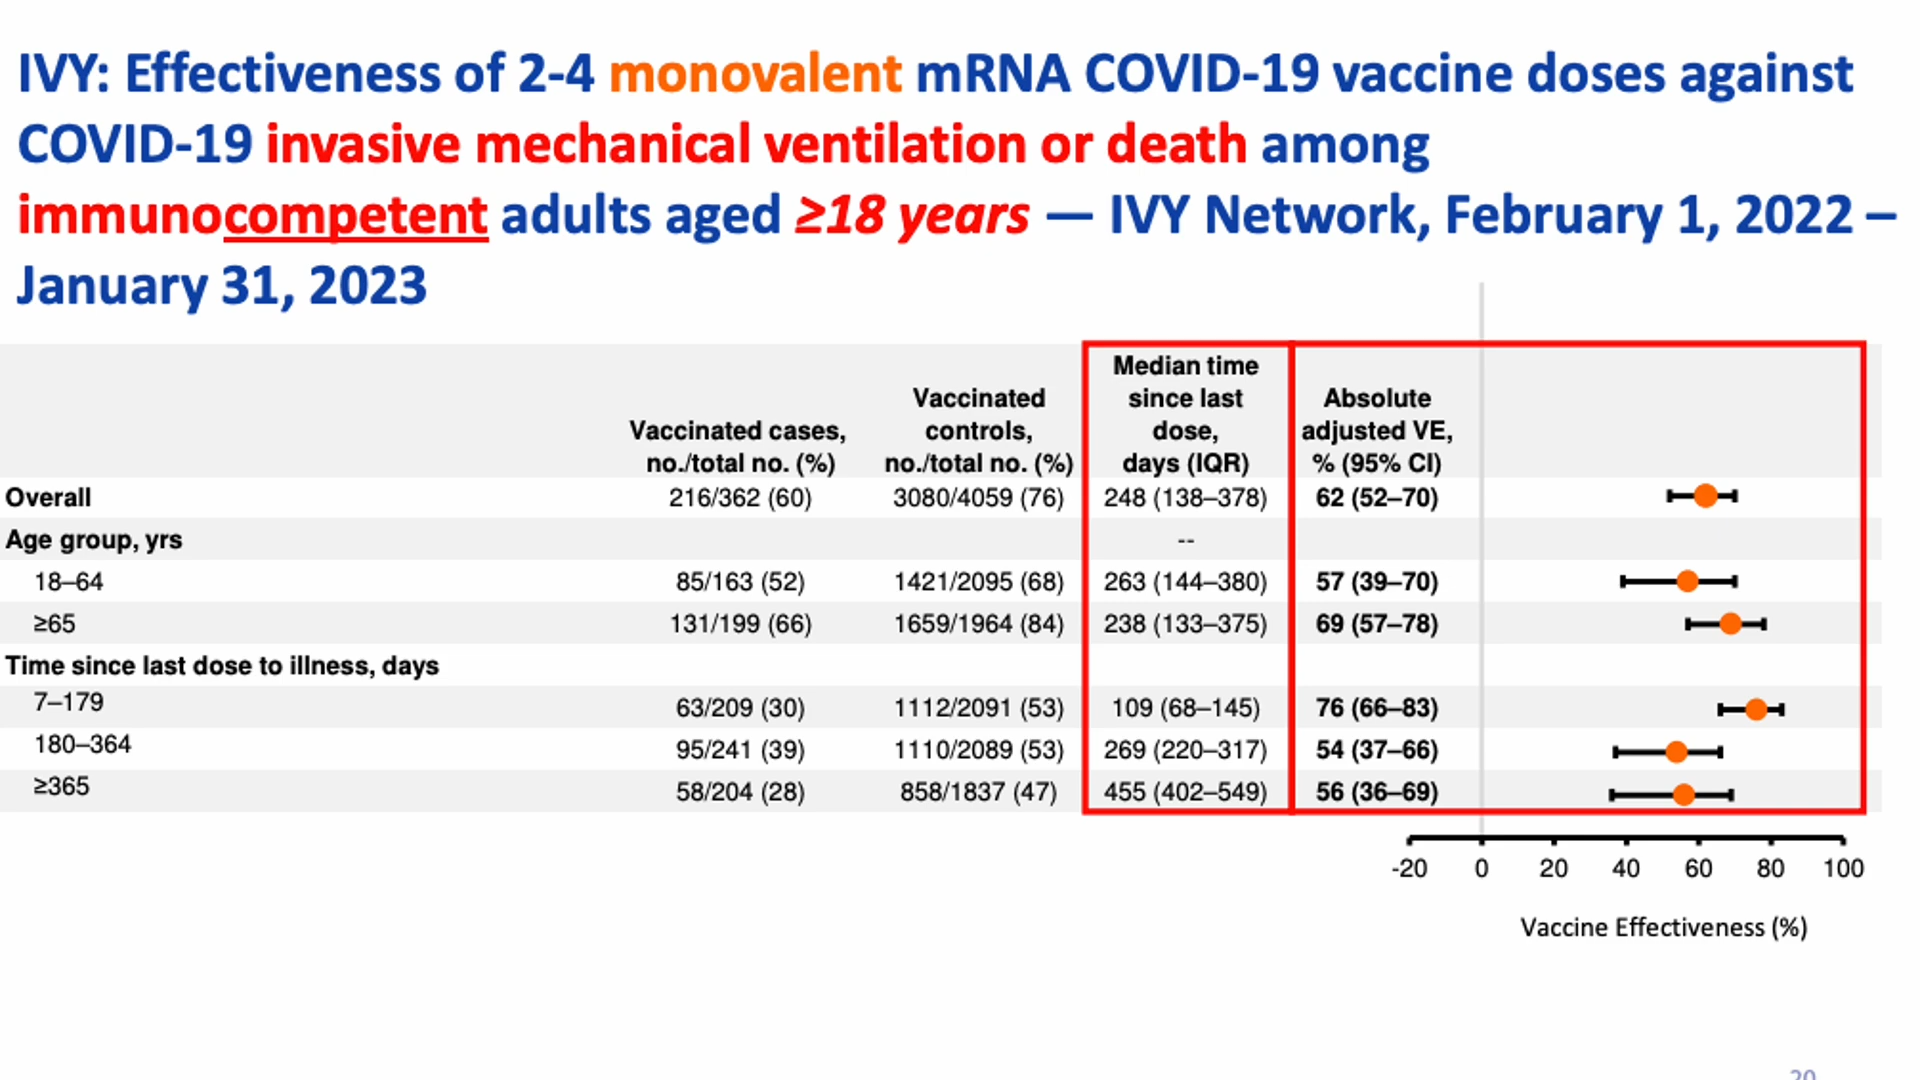 IVY: Effectiveness of 2-4 monovalent mRNA COVID-19 vaccine doses against
COVID-19 invasive mechanical ventilation or death among
immunocompetent adults aged ≥18 years — IVY Network, February 1, 2022 –
January 31, 2023
Vaccinated cases, no./total no. (%)
Vaccinated controls, no./total no. (%)
Median time since last dose, days (IQR)
Absolute adjusted VE, % (95% CI)
Overall 216/362 (60) 3080/4059 (76) 248 (138–378) 62 (52–70)
Age group, yrs --
18–64 85/163 (52) 1421/2095 (68) 263 (144–380) 57 (39–70)
≥65 131/199 (66) 1659/1964 (84) 238 (133–375) 69 (57–78)
Time since last dose to illness, days
7–179 63/209 (30) 1112/2091 (53) 109 (68–145) 76 (66–83)
180–364 95/241 (39) 1110/2089 (53) 269 (220–317) 54 (37–66)
≥365 58/204 (28) 858/1837 (47) 455 (402–549) 56 (36–69)
-20 0 20 40 60 80 100
Vaccine Effectiveness (%)